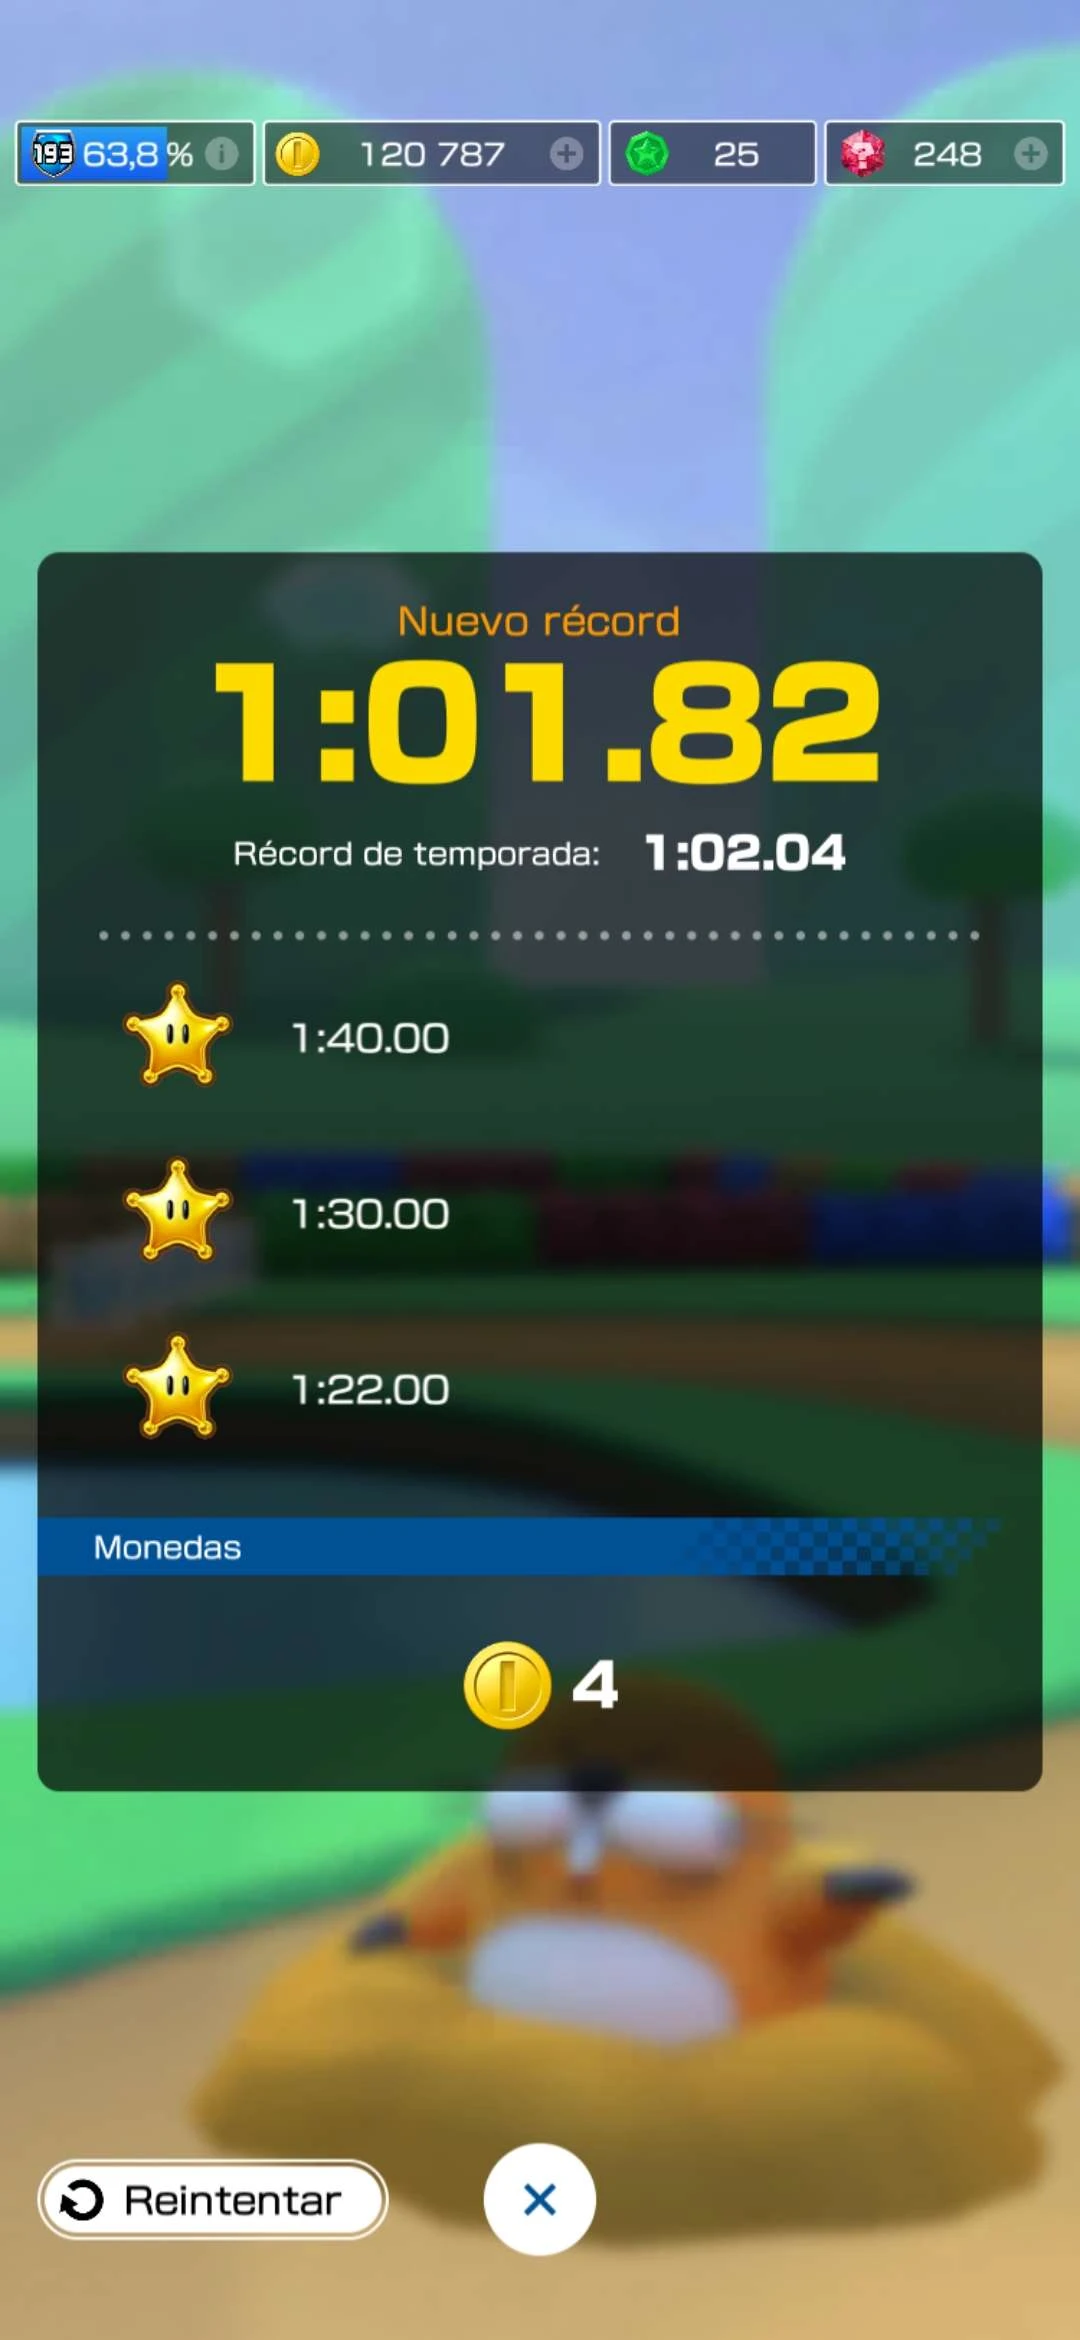 193 63,8 % 120 787 25 248
Nuevo récord
1:01.82
Récord de temporada: 1:02.04
1:40.00
1:30.00
1:22.00
Monedas
4
Reintentar